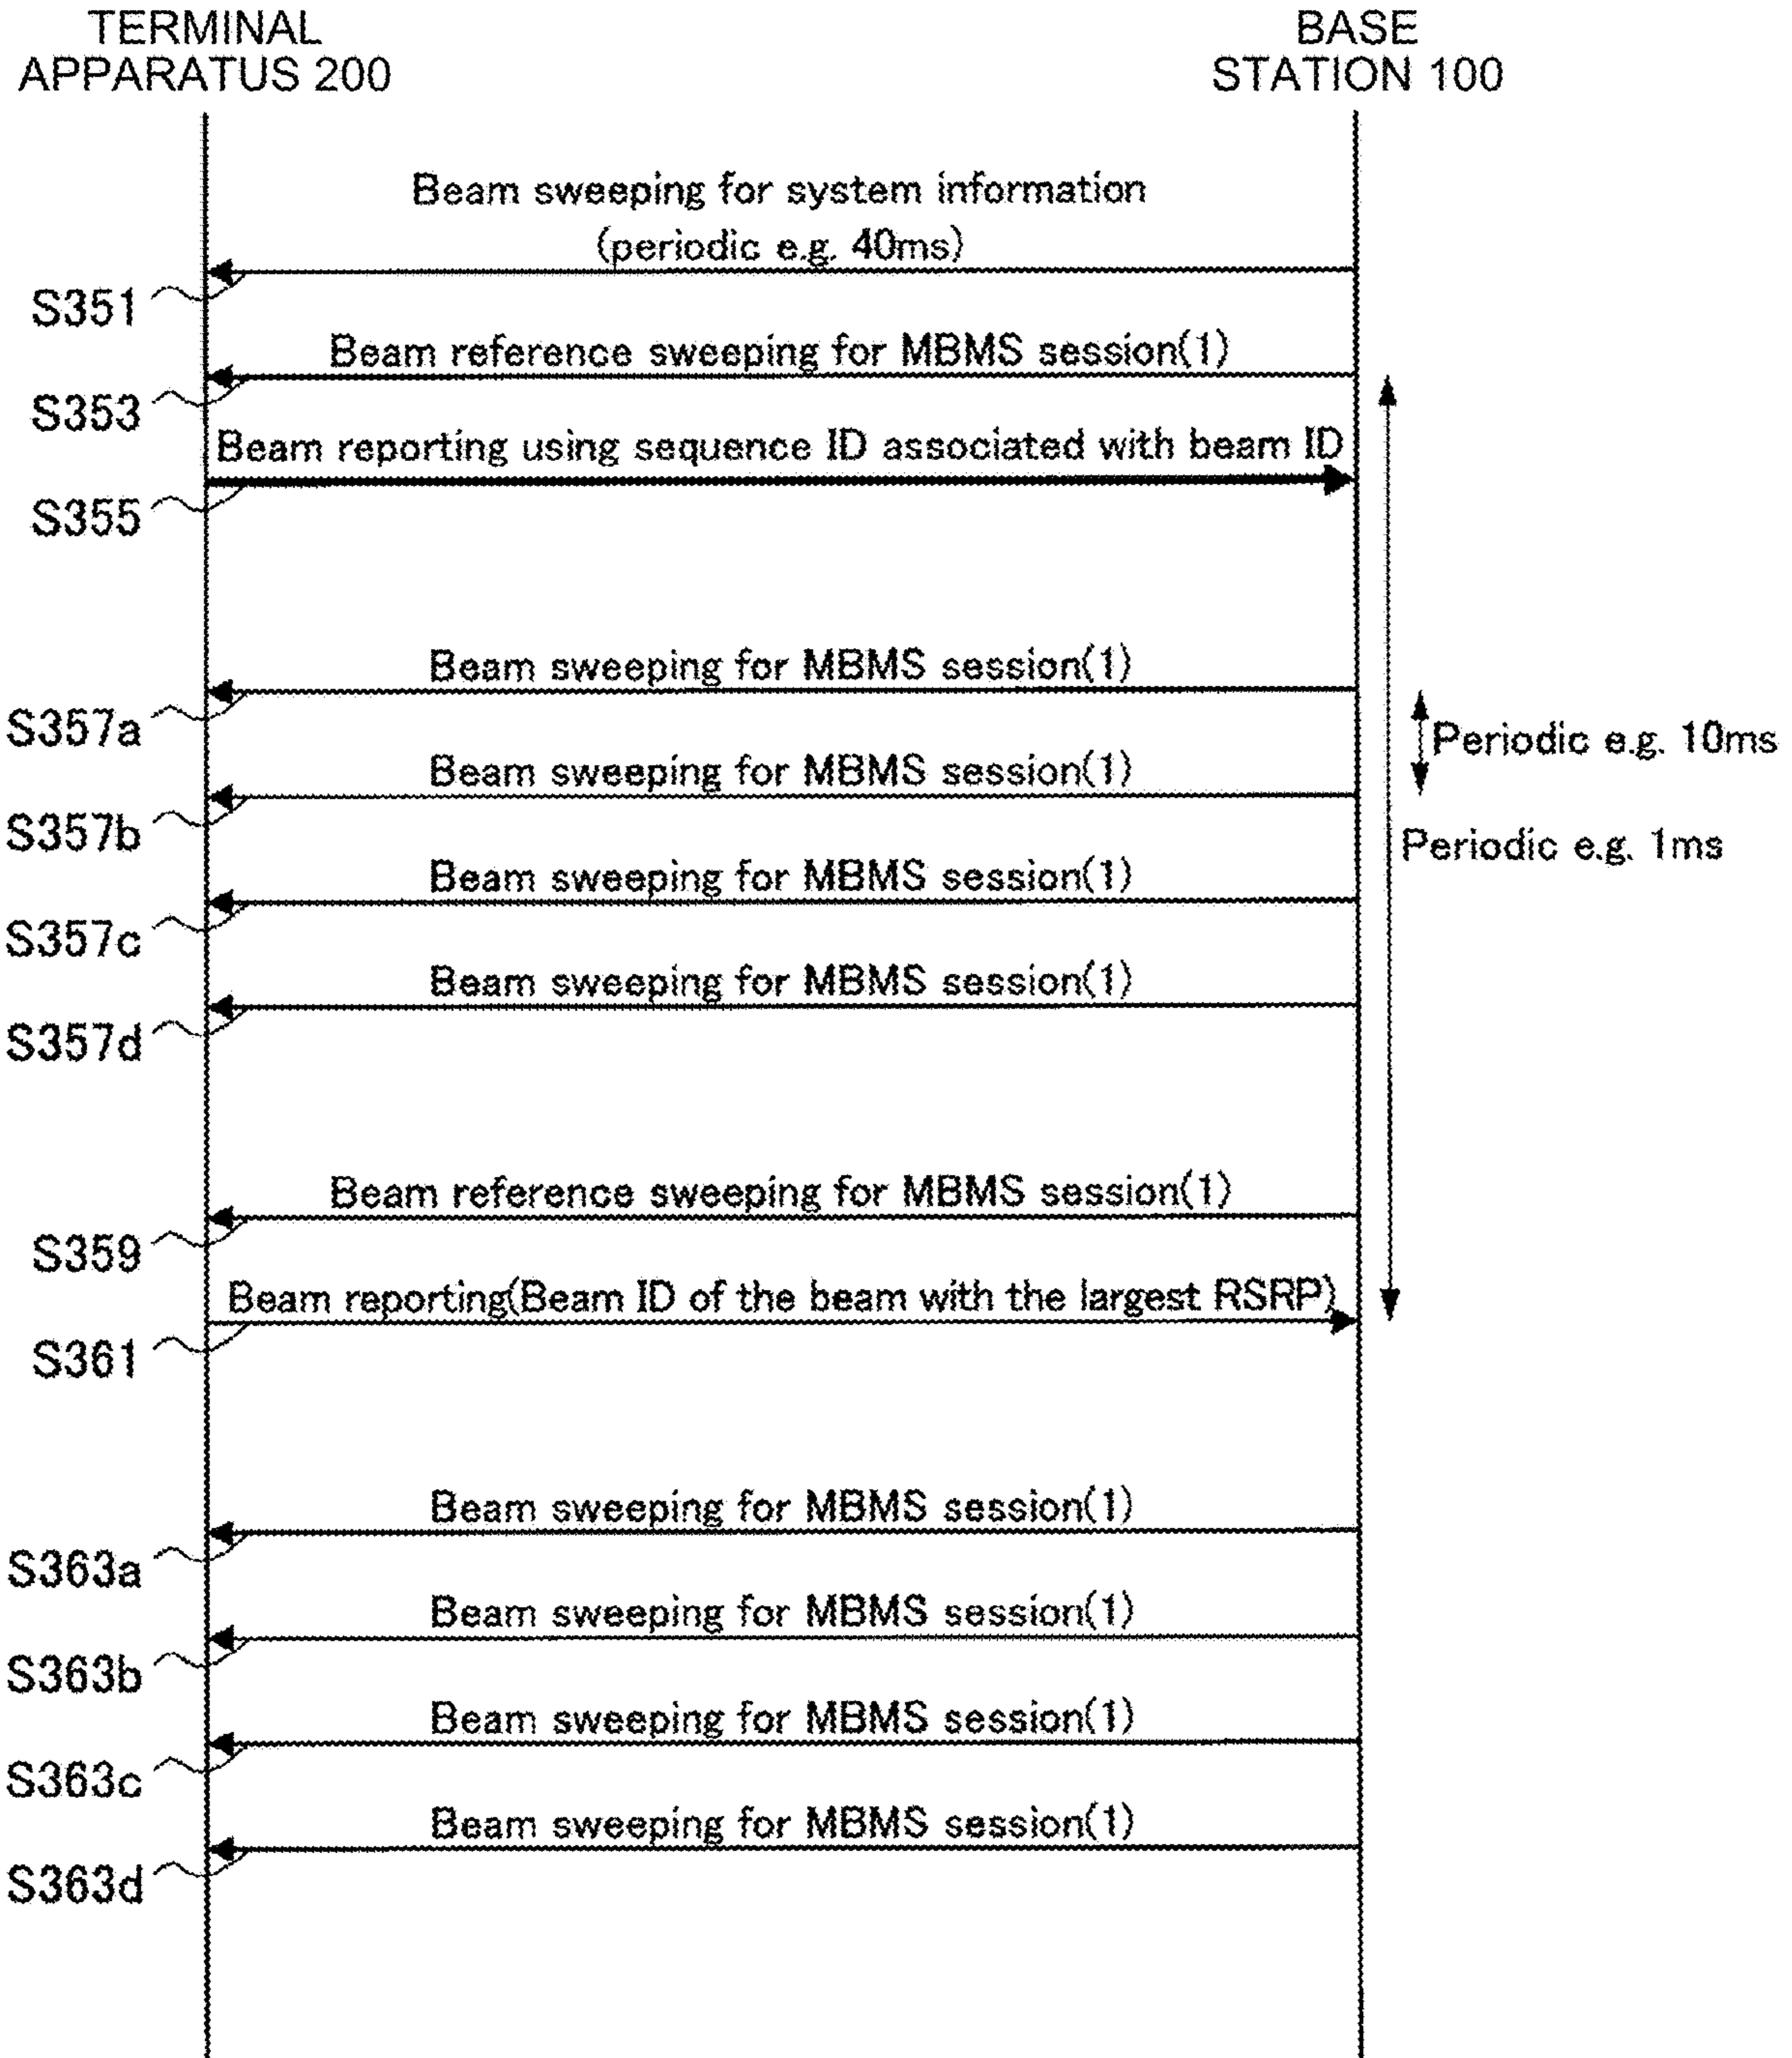 TERMINAL
APPARATUS 200
BASE
STATION 100
Beam sweeping for system information
(periodic e.g. 40ms)
S351
Beam reference sweeping for MBMS session(1)
S353
Beam reporting using sequence ID associated with beam ID
S355
Beam sweeping for MBMS session(1)
S357a
Periodic e.g. 10ms
Beam sweeping for MBMS session(1)
S357b
Periodic e.g. 1ms
Beam sweeping for MBMS session(1)
S357c
Beam sweeping for MBMS session(1)
S357d
Beam reference sweeping for MBMS session(1)
S359
Beam reporting(Beam ID of the beam with the largest RSRP)
S361
Beam sweeping for MBMS session(1)
S363a
Beam sweeping for MBMS session(1)
S363b
Beam sweeping for MBMS session(1)
S363c
Beam sweeping for MBMS session(1)
S363d